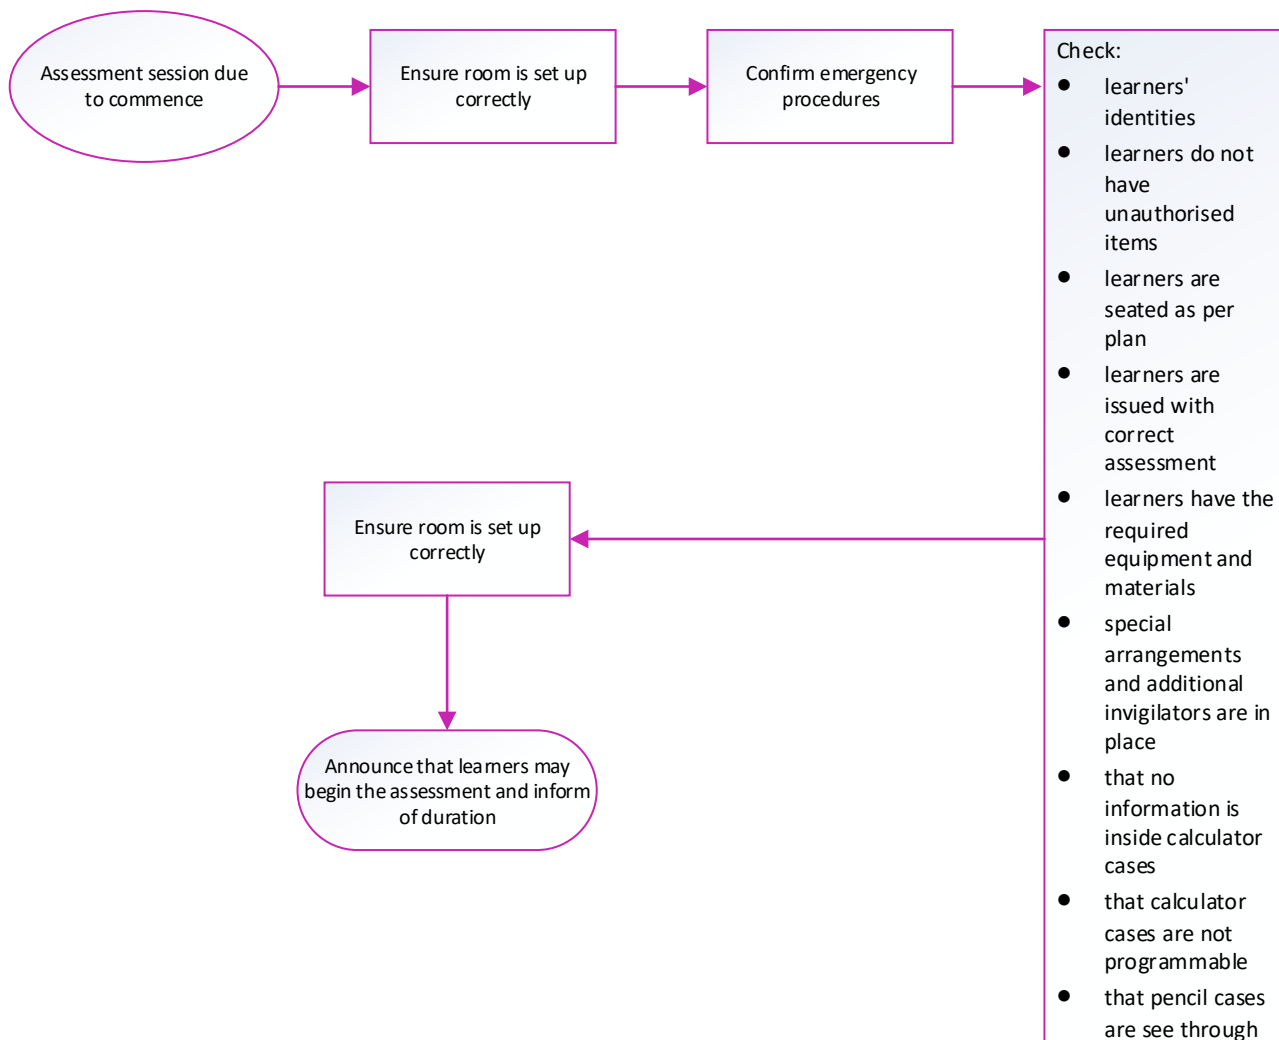 Assessment session due
to commence
Ensure room is set up
correctly
Confirm emergency
procedures
Check:
● learners'
identities
● learners do not
have
unauthorised
items
● learners are
seated as per
plan
● learners are
issued with
correct
assessment
● learners have the
required
equipment and
materials
● special
arrangements
and additional
invigilators are in
place
● that no
information is
inside calculator
cases
● that calculator
cases are not
programmable
● that pencil cases
are see through
Ensure room is set up
correctly
Announce that learners may
begin the assessment and inform
of duration